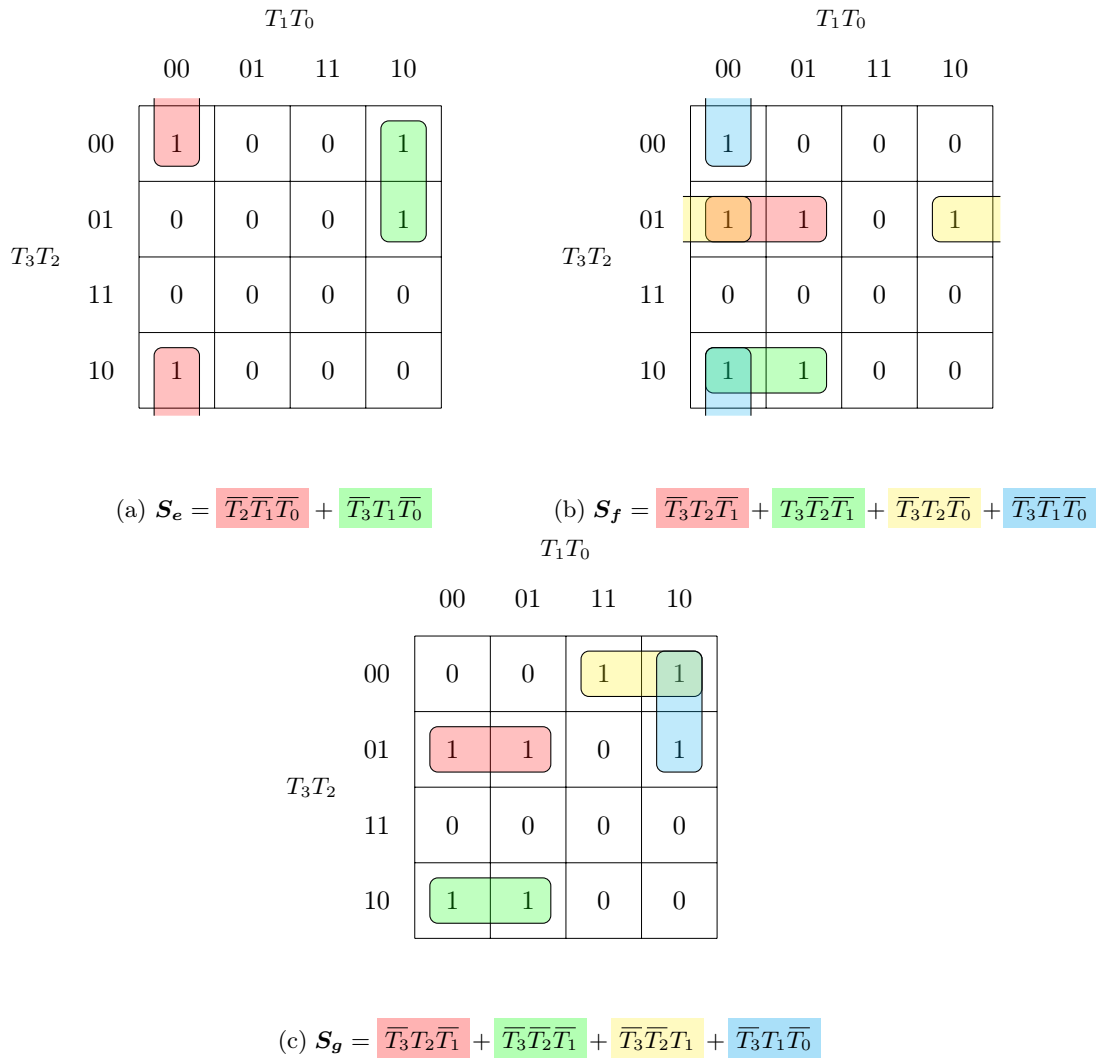 T₁T₀
00 01 11 10
00 1 0 0 1
01 0 0 0 1
T₃T₂
11 0 0 0 0
10 1 0 0 0
(a) Sₑ = T̅₂T̅₁T̅₀ + T̅₃T₁T̅₀
T₁T₀
00 01 11 10
00 1 0 0 0
01 1 1 0 1
T₃T₂
11 0 0 0 0
10 1 1 0 0
(b) S_f = T̅₃T₂T̅₁ + T₃T̅₂T̅₁ + T̅₃T₂T̅₀ + T̅₃T̅₁T̅₀
T₁T₀
00 01 11 10
00 0 0 1 1
01 1 1 0 1
T₃T₂
11 0 0 0 0
10 1 1 0 0
(c) S_g = T̅₃T₂T̅₁ + T̅₃T̅₂T̅₁ + T̅₃T̅₂T₁ + T̅₃T₁T̅₀